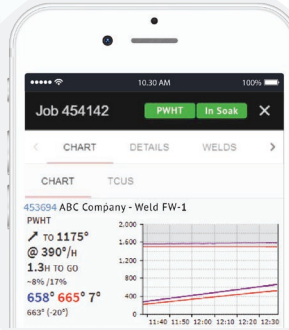 10.30 AM 100%
Job 454142 PWHT In Soak
CHART DETAILS WELDS
CHART TCUS
453694 ABC Company - Weld FW-1
PWHT
TO 1175°
@ 390°/H
1.3H TO GO
~8% /17%
658° 665° 7°
663° (-20°)
2.000
1.600
1.200
800
400
0
11:40 11:50 12:00 12:10 12:20 12:30